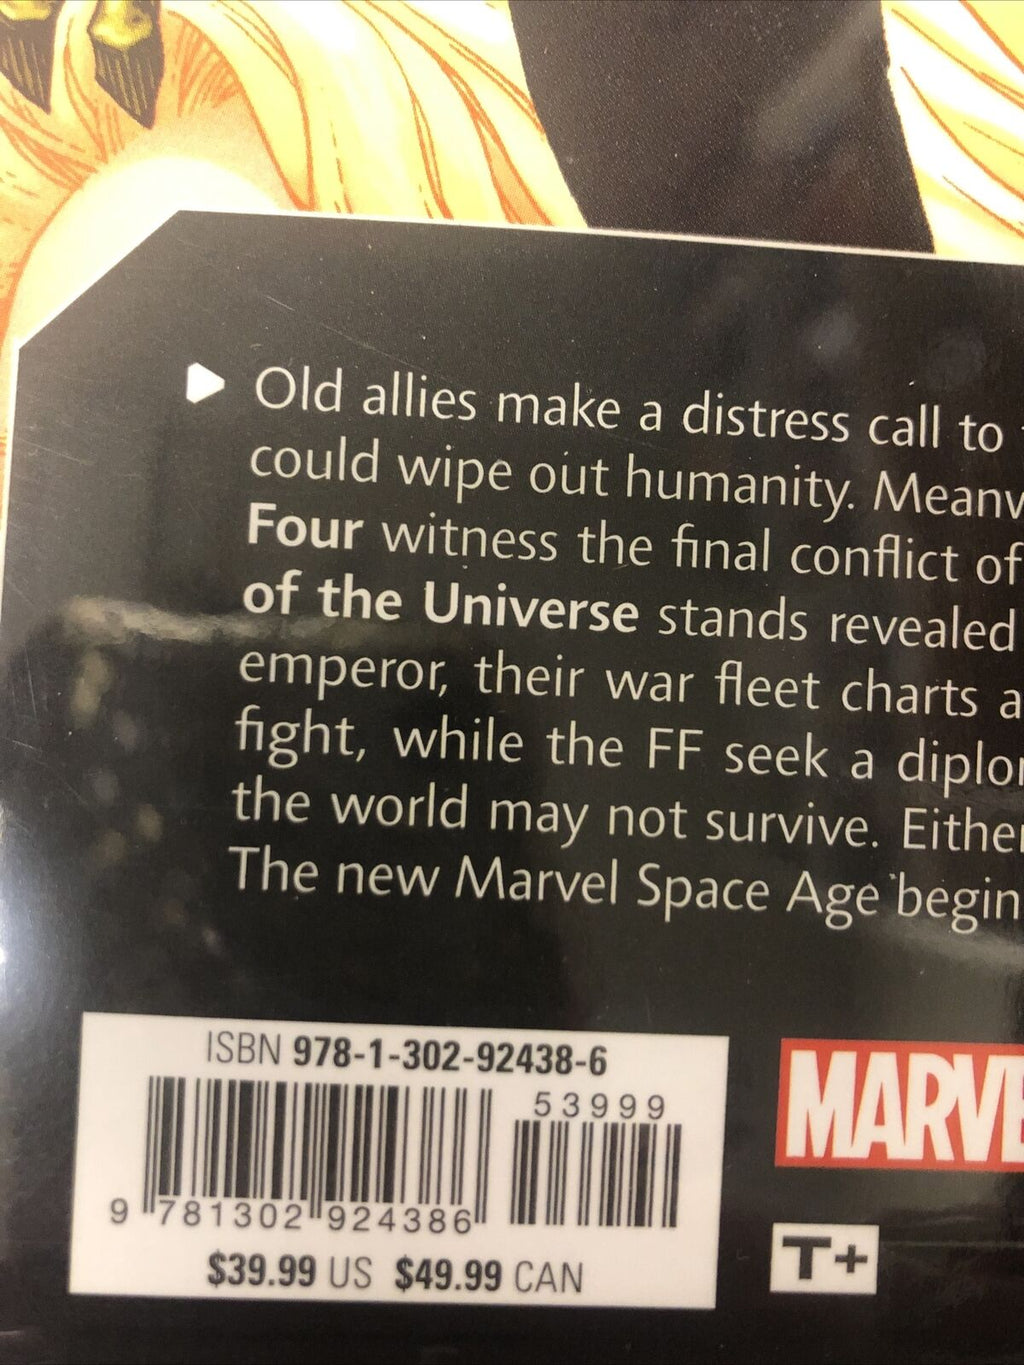 Old allies make a distress call to
could wipe out humanity. Meanw
Four witness the final conflict of
of the Universe stands revealed
emperor, their war fleet charts a
fight, while the FF seek a diplom
the world may not survive. Either
The new Marvel Space Age begin
ISBN 978-1-302-92438-6
53999
9 781302 924386
$39.99 US $49.99 CAN
MARVE
T+